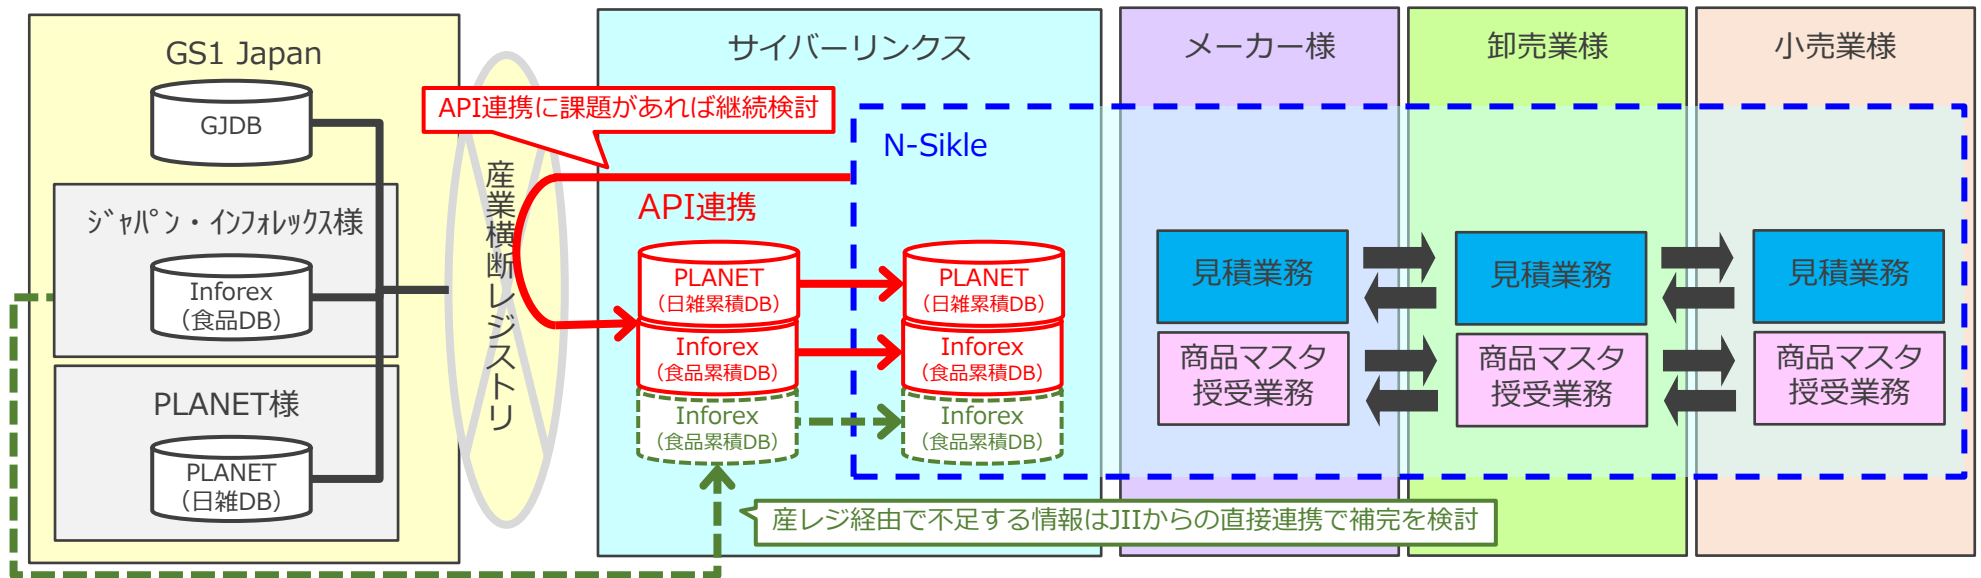 GS1 Japan
GJDB
ｼﾞｬﾊﾟﾝ・ｲﾝﾌｫﾚｯｸｽ様
Inforex
（食品DB）
PLANET様
PLANET
（日雑DB）
産業横断レジストリ
API連携に課題があれば継続検討
サイバーリンクス
API連携
PLANET
（日雑累積DB）
Inforex
（食品累積DB）
Inforex
（食品累積DB）
N-Sikle
PLANET
（日雑累積DB）
Inforex
（食品累積DB）
Inforex
（食品累積DB）
産レジ経由で不足する情報はJIIからの直接連携で補完を検討
メーカー様
見積業務
商品マスタ
授受業務
卸売業様
見積業務
商品マスタ
授受業務
小売業様
見積業務
商品マスタ
授受業務